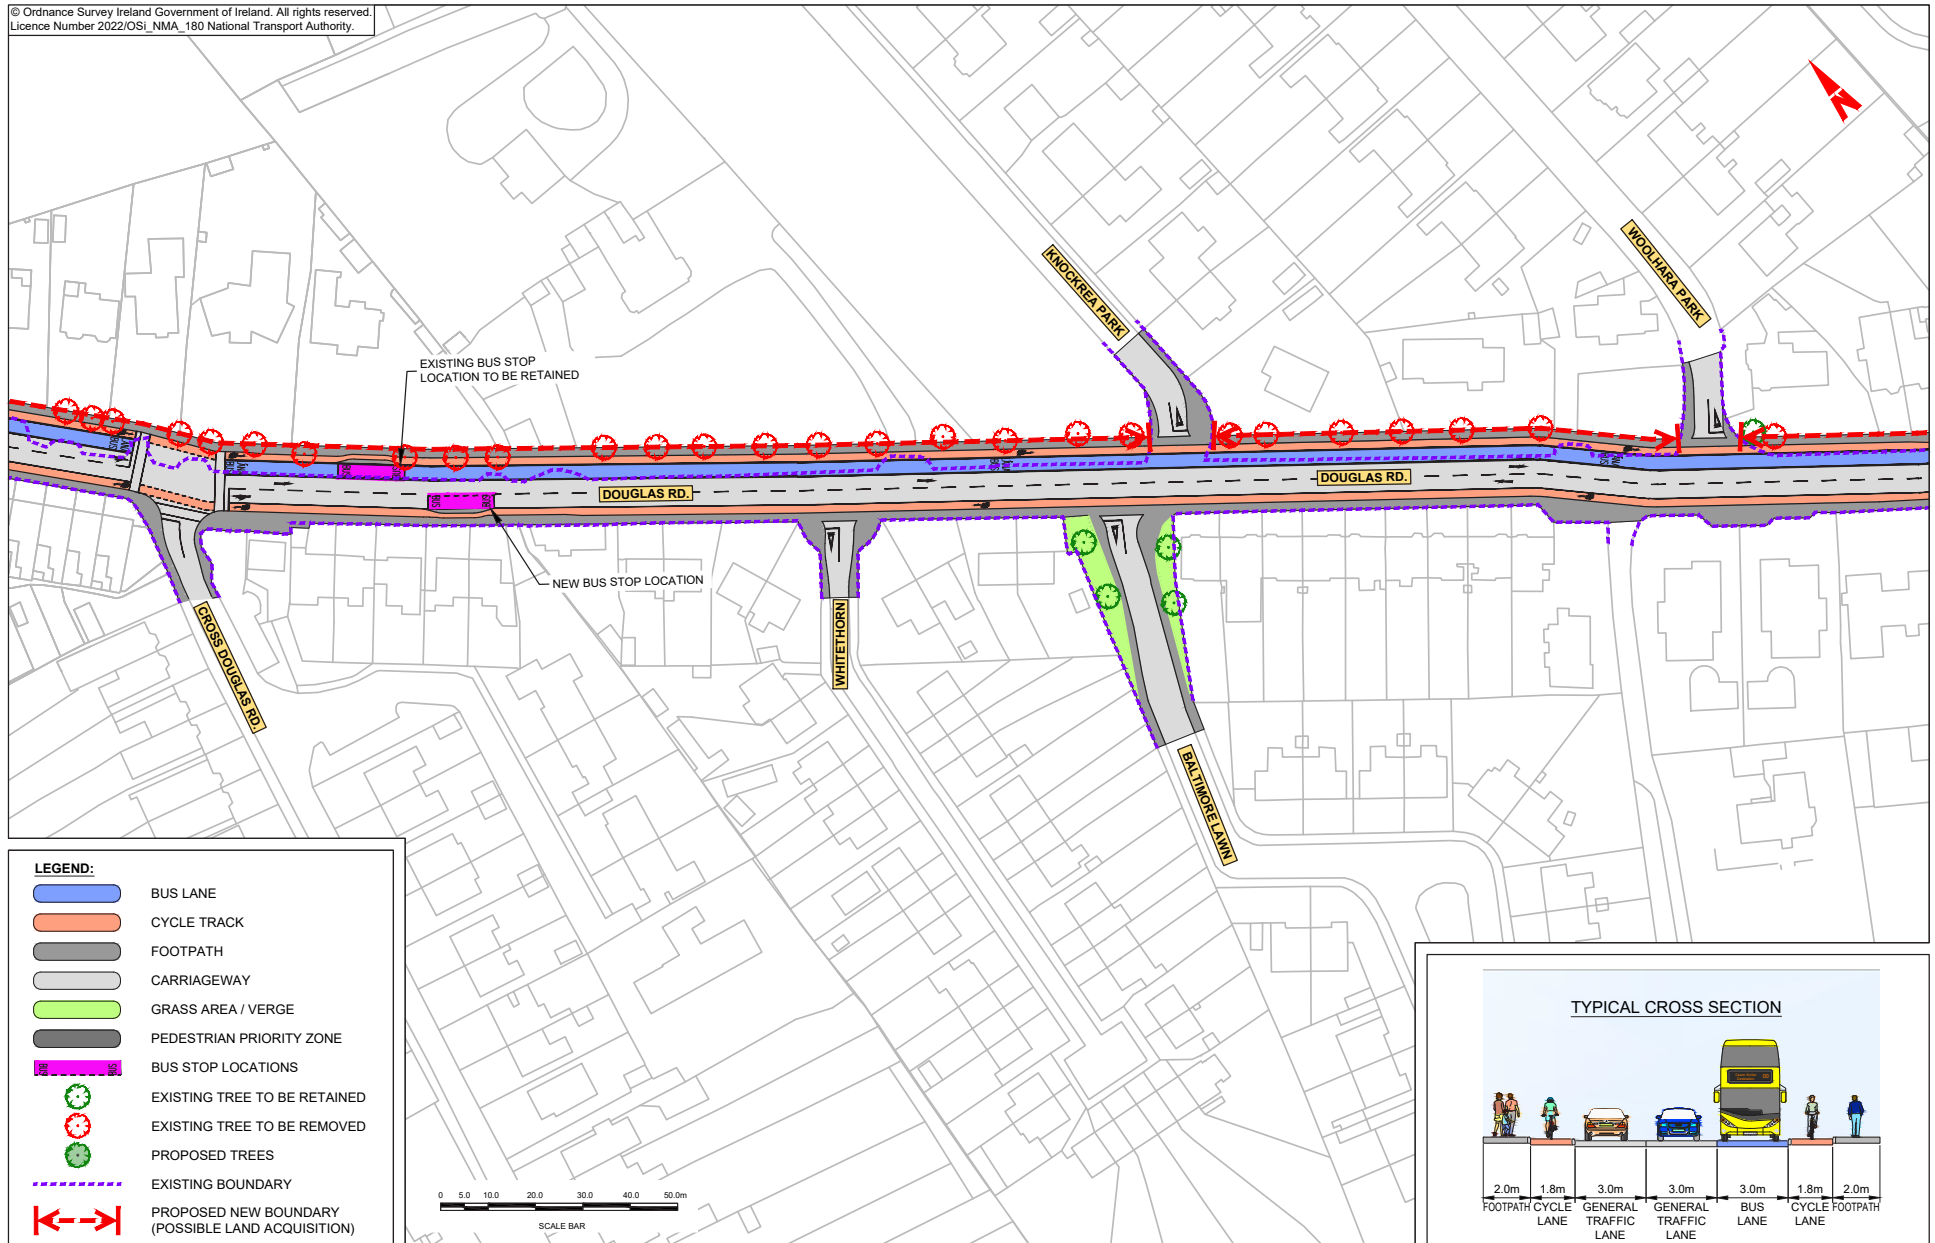 © Ordnance Survey Ireland Government of Ireland. All rights reserved.
Licence Number 2022/OSi_NMA_180 National Transport Authority.
KNOCKREA PARK
WOOLHARA PARK
EXISTING BUS STOP
LOCATION TO BE RETAINED
BUS
BUS
DOUGLAS RD.
DOUGLAS RD.
NEW BUS STOP LOCATION
CROSS DOUGLAS RD.
WHITETHORN
BALTIMORE LAWN
LEGEND:
BUS LANE
CYCLE TRACK
FOOTPATH
CARRIAGEWAY
GRASS AREA / VERGE
PEDESTRIAN PRIORITY ZONE
BUS BUS
BUS STOP LOCATIONS
EXISTING TREE TO BE RETAINED
EXISTING TREE TO BE REMOVED
PROPOSED TREES
EXISTING BOUNDARY
PROPOSED NEW BOUNDARY
(POSSIBLE LAND ACQUISITION)
0 5.0 10.0 20.0 30.0 40.0 50.0m
SCALE BAR
TYPICAL CROSS SECTION
2.0m 1.8m 3.0m 3.0m 3.0m 1.8m 2.0m
FOOTPATH CYCLE GENERAL GENERAL BUS CYCLE FOOTPATH
LANE TRAFFIC TRAFFIC LANE LANE
LANE LANE